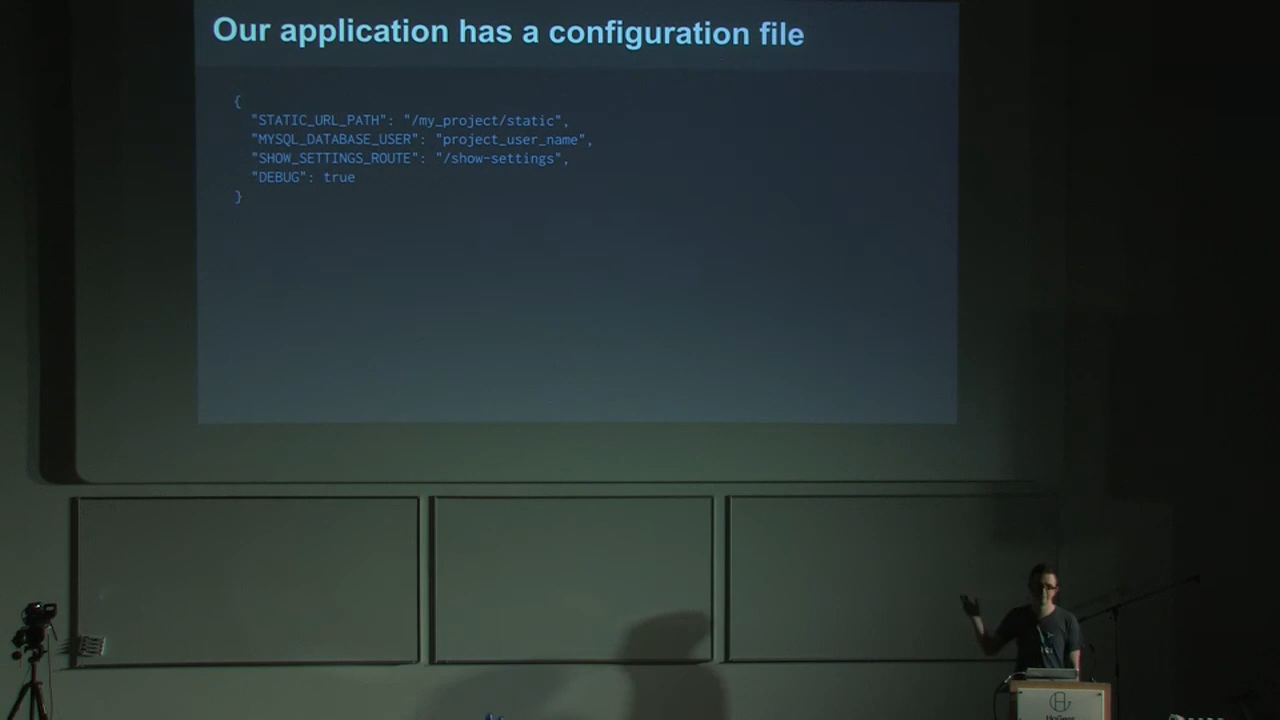 Our application has a configuration file
{
"STATIC_URL_PATH": "/my_project/static",
"MYSQL_DATABASE_USER": "project_user_name",
"SHOW_SETTINGS_ROUTE": "/show-settings",
"DEBUG": true
}